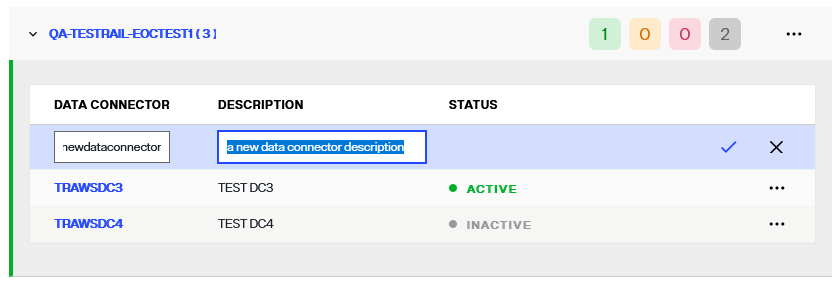 QA-TESTRAIL-EOCTEST1 ( 3 ) 1 0 0 2
DATA CONNECTOR DESCRIPTION STATUS
newdataconnector a new data connector description
TRAWSDC3 TEST DC3 ACTIVE
TRAWSDC4 TEST DC4 INACTIVE